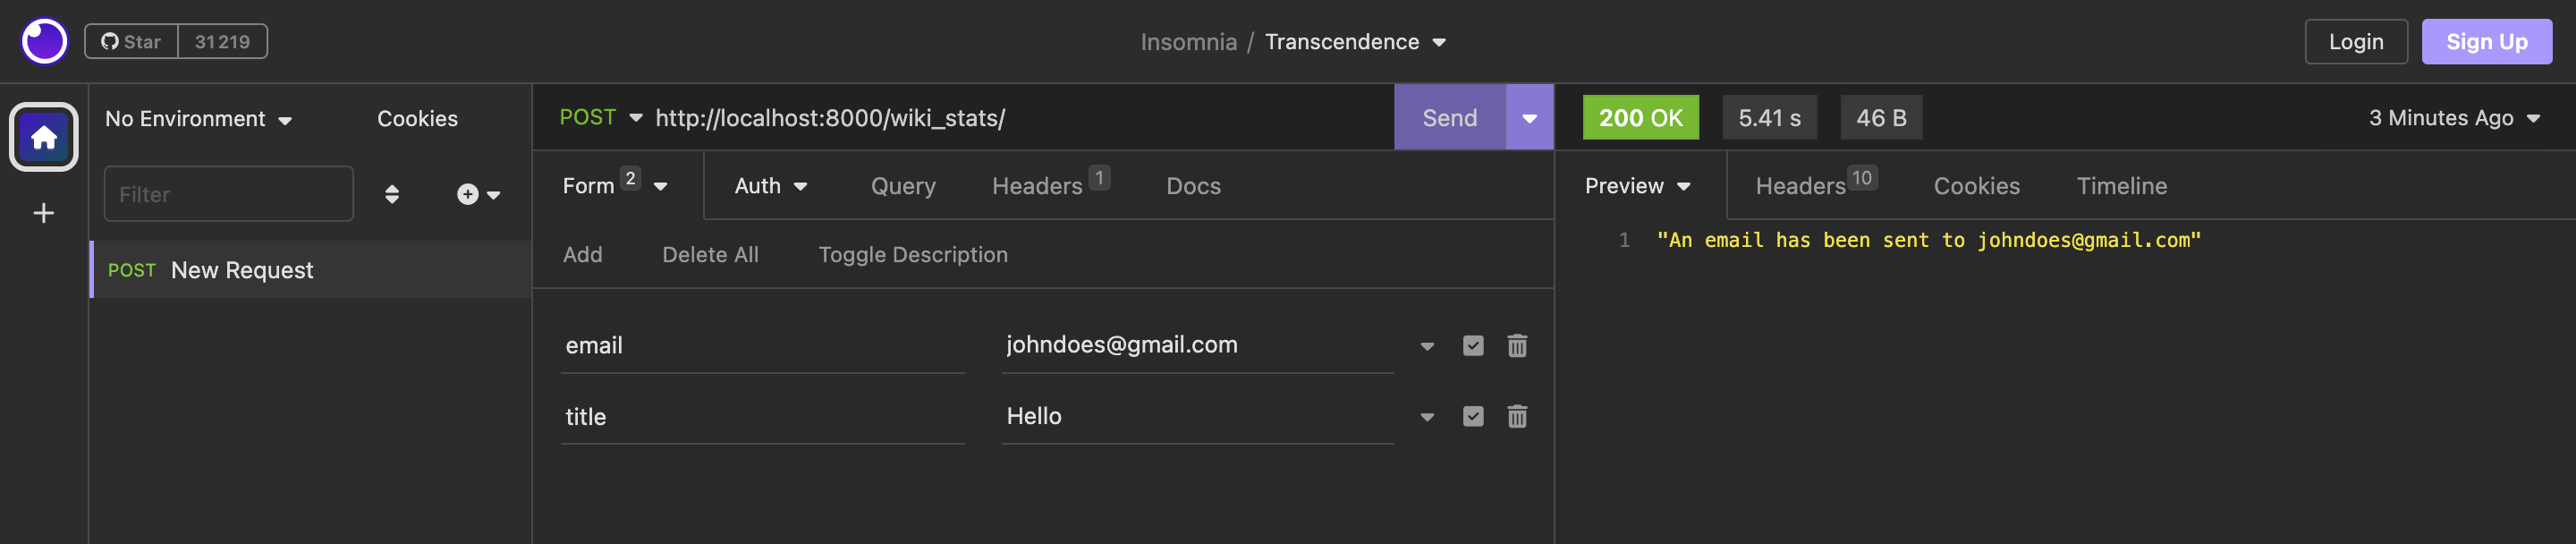 Star 31 219
Insomnia / Transcendence
Login Sign Up
No Environment Cookies
POST http://localhost:8000/wiki_stats/
Send
200 OK 5.41 s 46 B
3 Minutes Ago
Filter
Form 2 Auth Query Headers 1 Docs
Preview Headers 10 Cookies Timeline
Add Delete All Toggle Description
1 "An email has been sent to johndoes@gmail.com"
POST New Request
email johndoes@gmail.com
title Hello